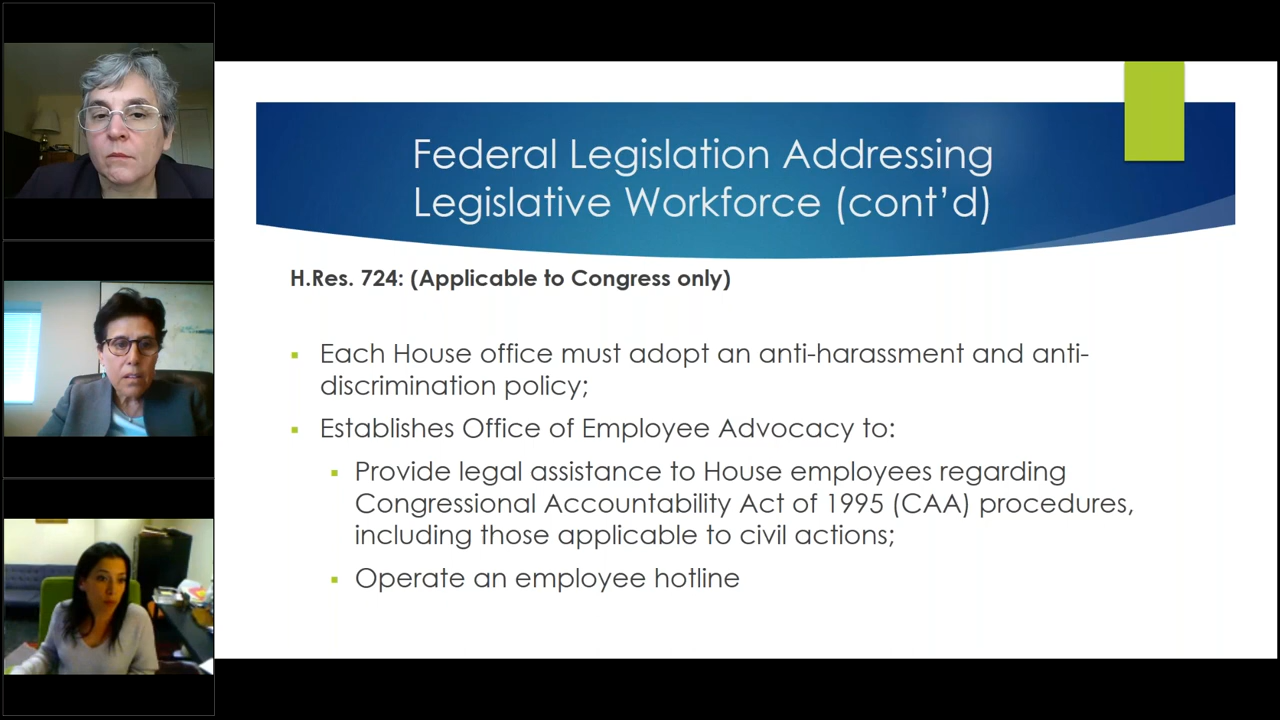 Federal Legislation Addressing
Legislative Workforce (cont’d)
H.Res. 724: (Applicable to Congress only)
▪ Each House office must adopt an anti-harassment and anti-
discrimination policy;
▪ Establishes Office of Employee Advocacy to:
▪ Provide legal assistance to House employees regarding
Congressional Accountability Act of 1995 (CAA) procedures,
including those applicable to civil actions;
▪ Operate an employee hotline